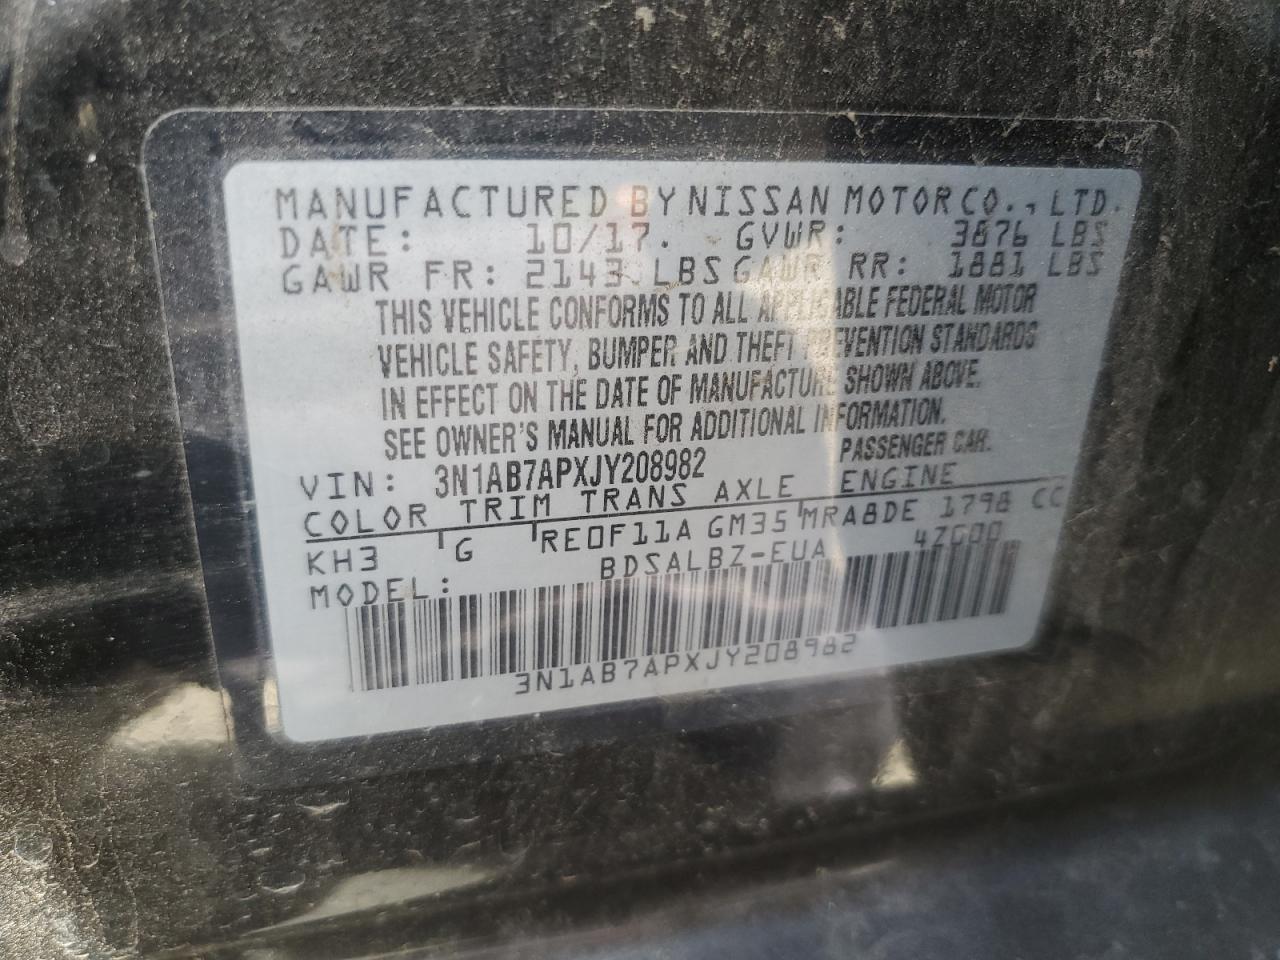 MANUFACTURED BY NISSAN MOTOR CO., LTD.
DATE: 10/17. GVWR: 3876 LBS
GAWR FR: 2143 LBS GAWR RR: 1881 LBS
THIS VEHICLE CONFORMS TO ALL APPLICABLE FEDERAL MOTOR
VEHICLE SAFETY, BUMPER AND THEFT PREVENTION STANDARDS
IN EFFECT ON THE DATE OF MANUFACTURE SHOWN ABOVE.
SEE OWNER'S MANUAL FOR ADDITIONAL INFORMATION.
VIN: 3N1AB7APXJY208982 PASSENGER CAR.
COLOR TRIM TRANS AXLE ENGINE
KH3 G RE0F11A GM35 MRA8DE 1798 CC
MODEL: BDSALBZ-EUA
3N1AB7APXJY208982